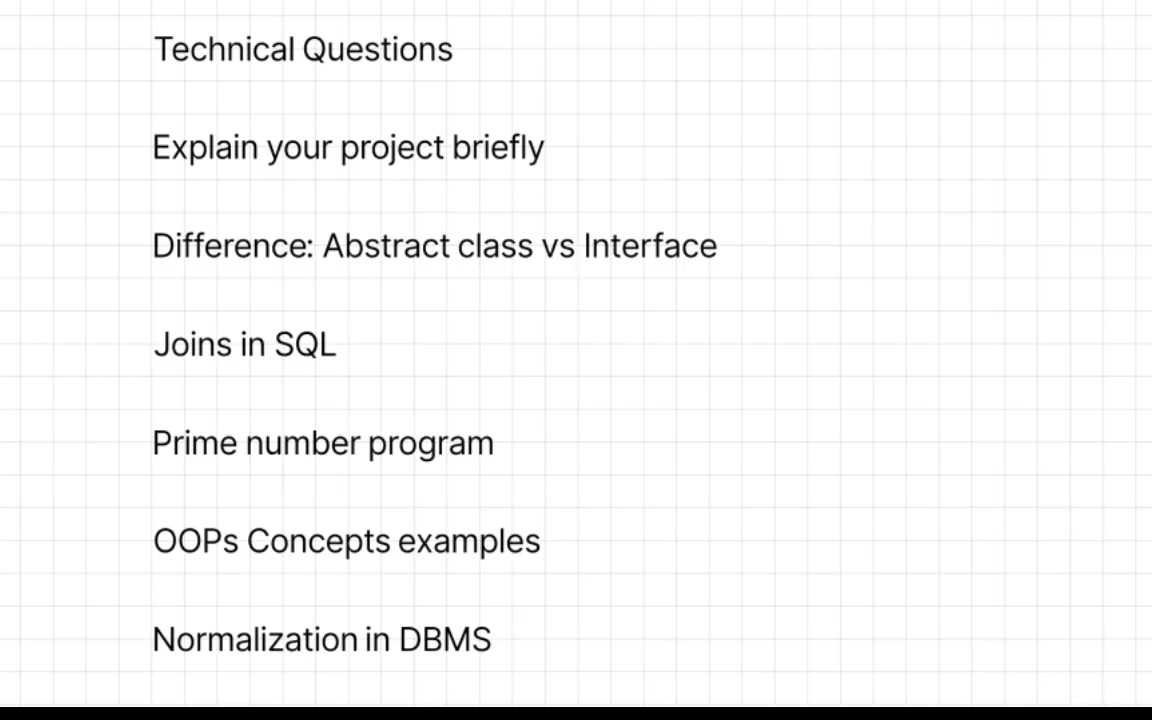 Technical Questions
Explain your project briefly
Difference: Abstract class vs Interface
Joins in SQL
Prime number program
OOPs Concepts examples
Normalization in DBMS